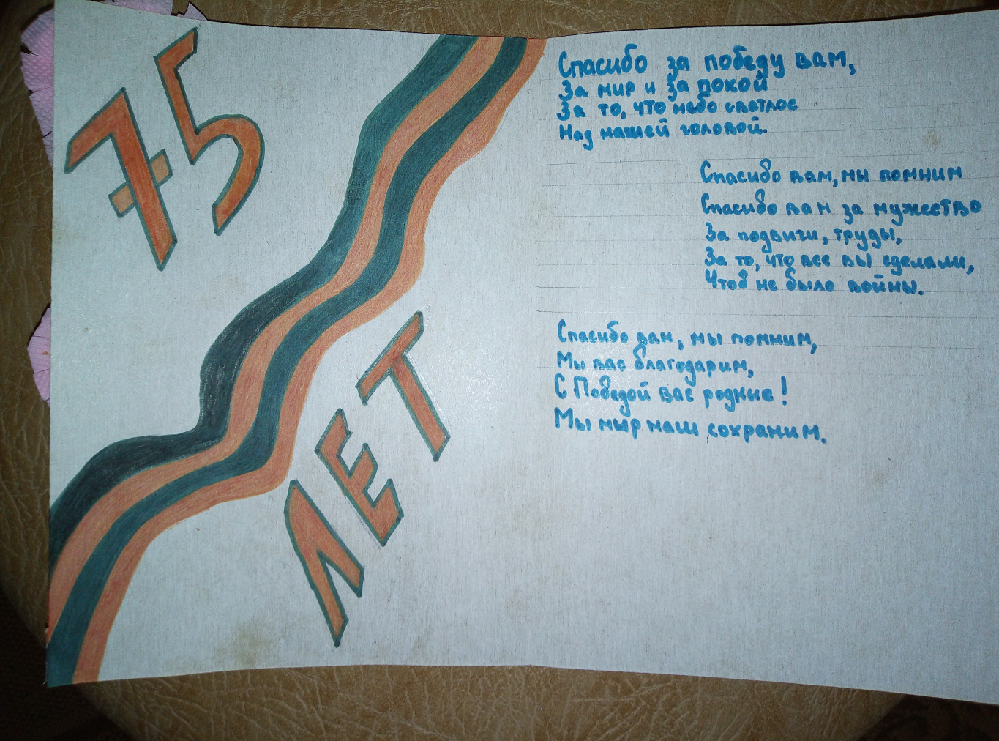 75
ЛЕТ
Спасибо за победу вам,
За мир и за покой
За то, что небо светлое
Над нашей головой.
Спасибо вам, мы помним
Спасибо вам за мужество
За подвиги, труды,
За то, что все вы сделали,
Чтоб не было войны.
Спасибо вам, мы помним,
Мы вас благодарим,
С Победой вас родные!
Мы мыр наш сохраним.